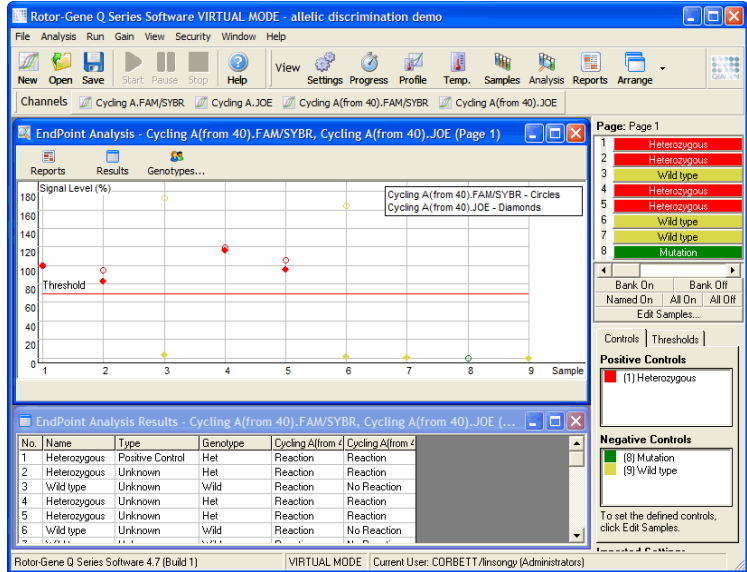 Rotor-Gene Q Series Software VIRTUAL MODE - allelic discrimination demo
File Analysis Run Gain View Security Window Help
New Open Save Start Pause Stop Help View Settings Progress Profile Temp. Samples Analysis Reports Arrange
Channels Cycling A.FAM/SYBR Cycling A.JOE Cycling A(from 40).FAM/SYBR Cycling A(from 40).JOE
EndPoint Analysis - Cycling A(from 40).FAM/SYBR, Cycling A(from 40).JOE (Page 1)
Reports Results Genotypes...
Signal Level (%)
Cycling A(from 40).FAM/SYBR - Circles
Cycling A(from 40).JOE - Diamonds
180
160
140
120
100
80
Threshold
60
40
20
0
1 2 3 4 5 6 7 8 9 Sample
EndPoint Analysis Results - Cycling A(from 40).FAM/SYBR, Cycling A(from 40).JOE (...
No. Name Type Genotype Cycling A(from 4 Cycling A(from 4
1 Heterozygous Positive Control Het Reaction Reaction
2 Heterozygous Unknown Het Reaction Reaction
3 Wild type Unknown Wild Reaction No Reaction
4 Heterozygous Unknown Het Reaction Reaction
5 Heterozygous Unknown Het Reaction Reaction
6 Wild type Unknown Wild Reaction No Reaction
Page: Page 1
1 Heterozygous
2 Heterozygous
3 Wild type
4 Heterozygous
5 Heterozygous
6 Wild type
7 Wild type
8 Mutation
Bank On Bank Off
Named On All On All Off
Edit Samples...
Controls Thresholds
Positive Controls
(1) Heterozygous
Negative Controls
(8) Mutation
(9) Wild type
To set the defined controls,
click Edit Samples.
Imported Settings
Rotor-Gene Q Series Software 4.7 (Build 1) VIRTUAL MODE Current User: CORBETT/linsongy (Administrators)